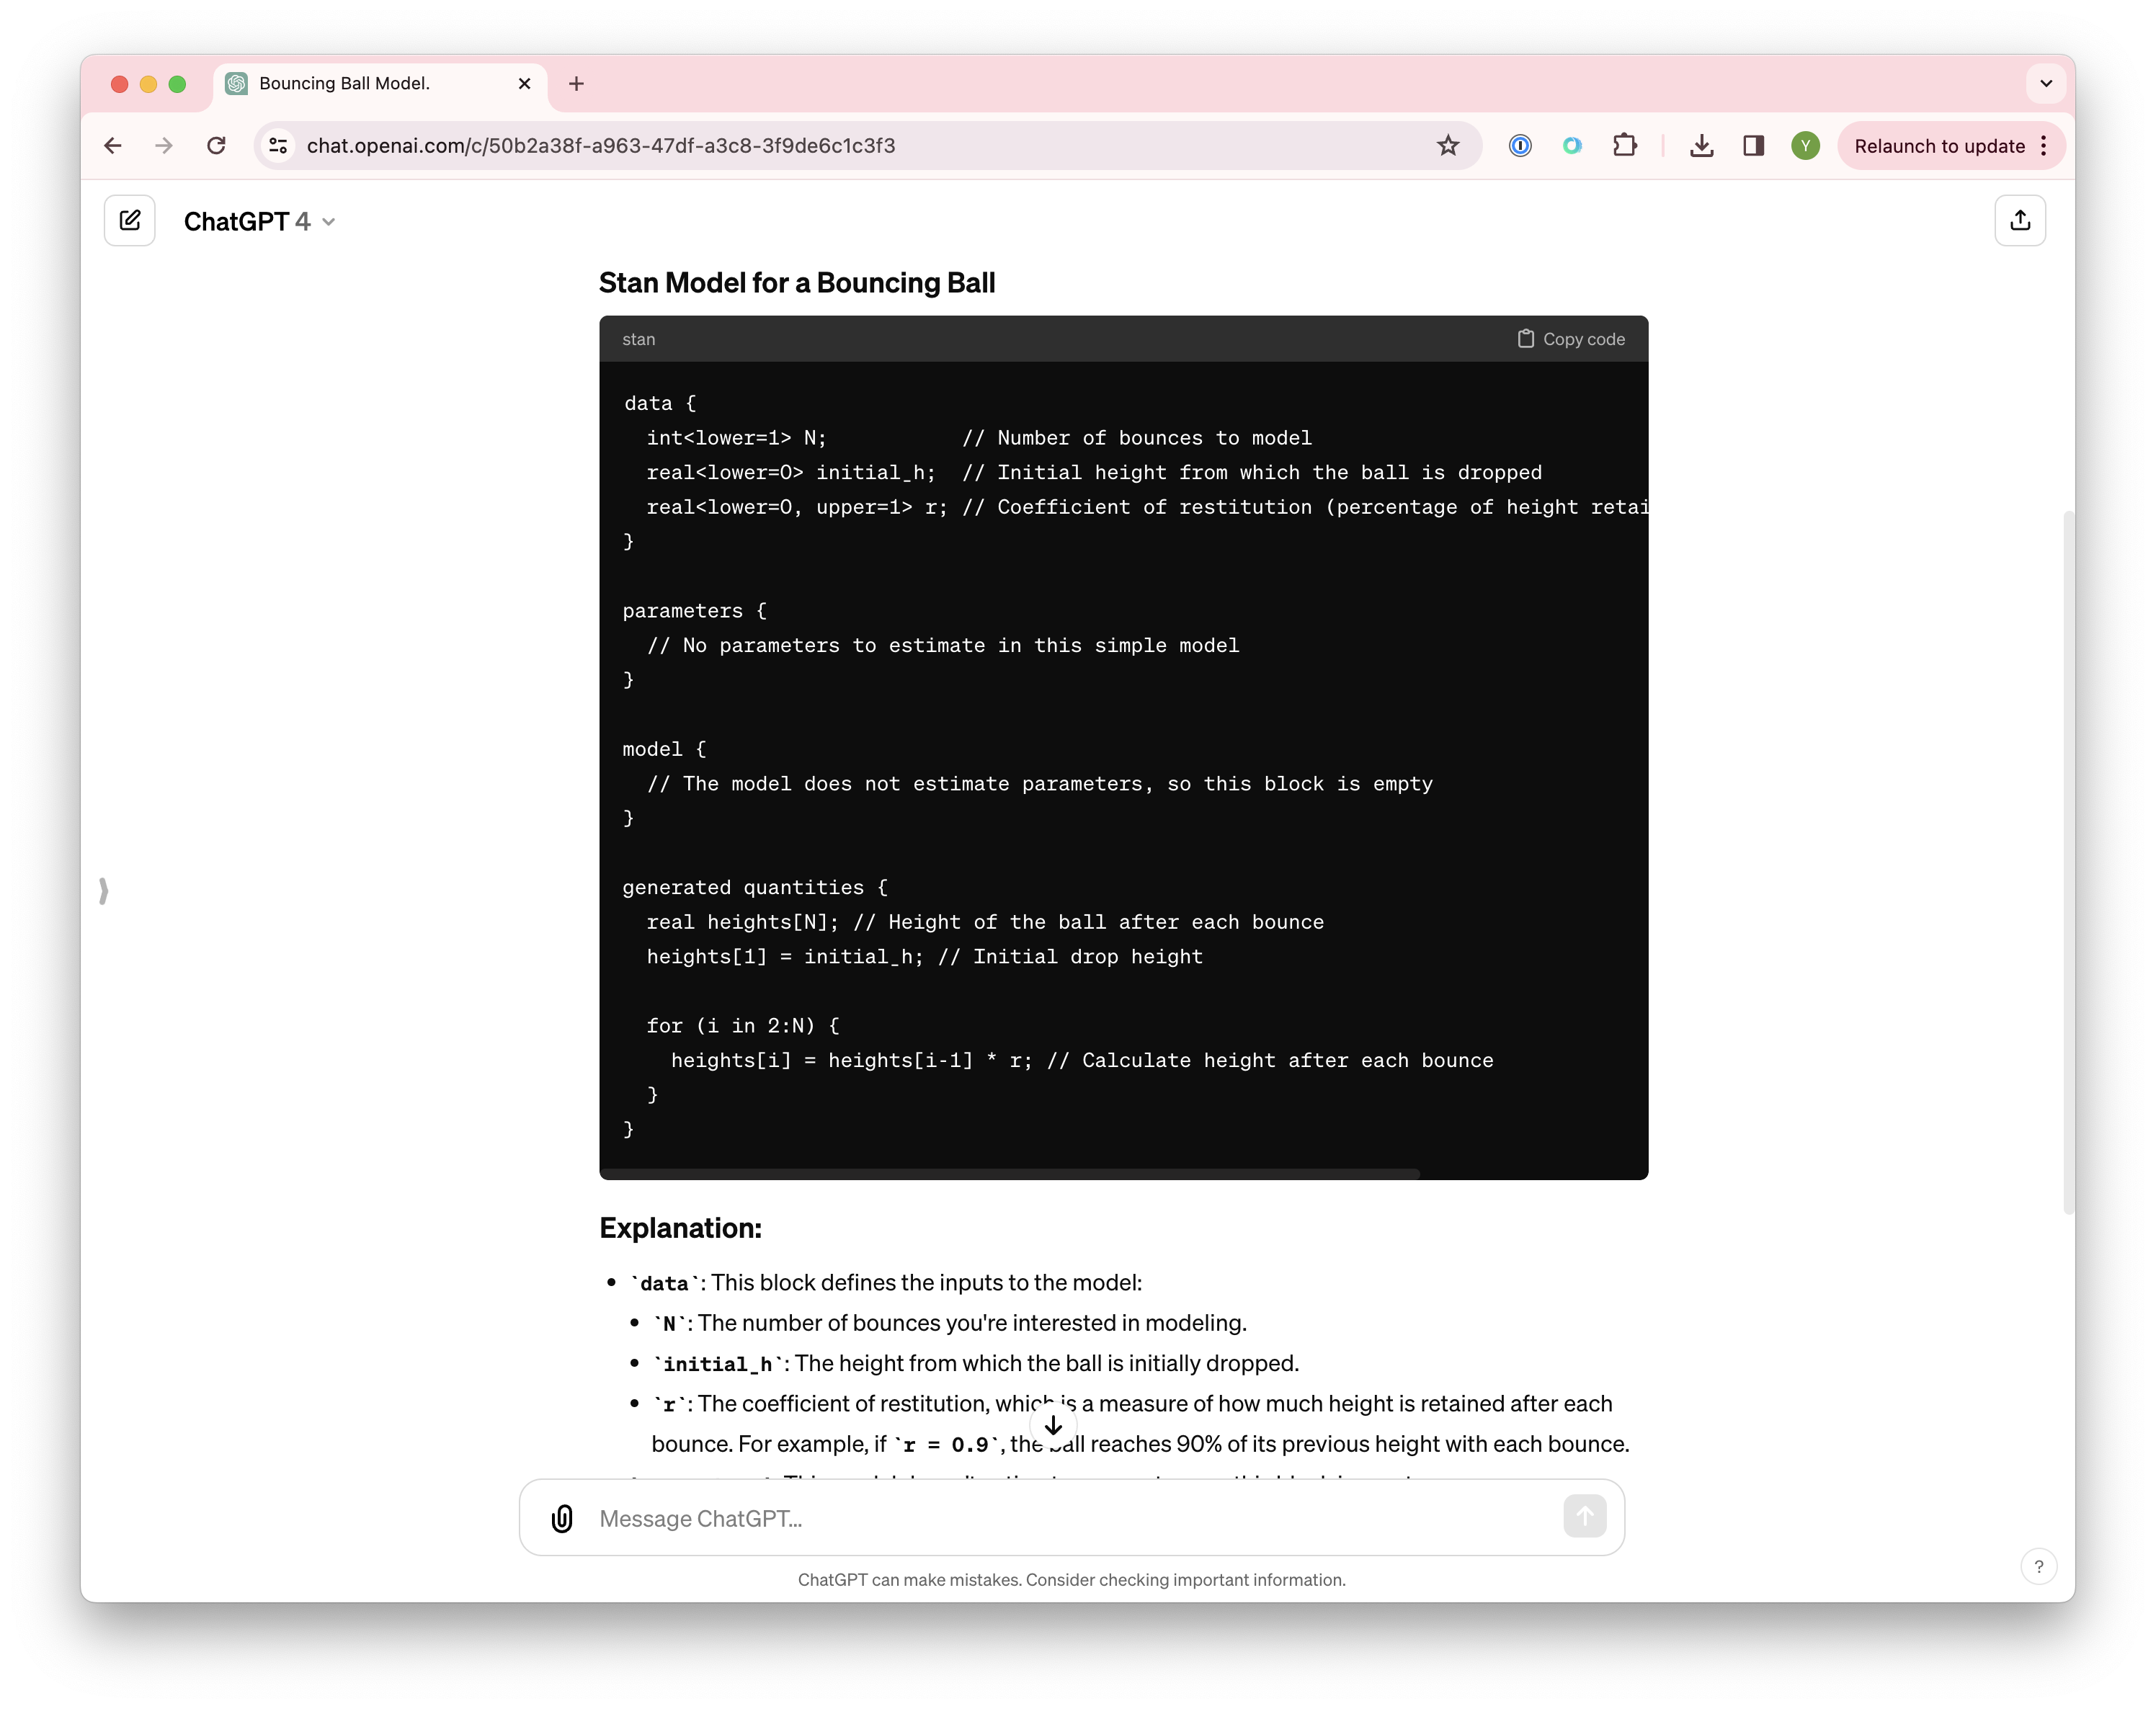 Bouncing Ball Model.
chat.openai.com/c/50b2a38f-a963-47df-a3c8-3f9de6c1c3f3
Y
Relaunch to update
ChatGPT 4
Stan Model for a Bouncing Ball
stan
Copy code
data {
  int<lower=1> N;           // Number of bounces to model
  real<lower=0> initial_h;  // Initial height from which the ball is dropped
  real<lower=0, upper=1> r; // Coefficient of restitution (percentage of height retai
}
parameters {
  // No parameters to estimate in this simple model
}
model {
  // The model does not estimate parameters, so this block is empty
}
generated quantities {
  real heights[N]; // Height of the ball after each bounce
  heights[1] = initial_h; // Initial drop height
  for (i in 2:N) {
    heights[i] = heights[i-1] * r; // Calculate height after each bounce
  }
}
Explanation:
• `data`: This block defines the inputs to the model:
• `N`: The number of bounces you're interested in modeling.
• `initial_h`: The height from which the ball is initially dropped.
• `r`: The coefficient of restitution, which is a measure of how much height is retained after each
bounce. For example, if `r = 0.9`, the ball reaches 90% of its previous height with each bounce.
Message ChatGPT...
ChatGPT can make mistakes. Consider checking important information.
?